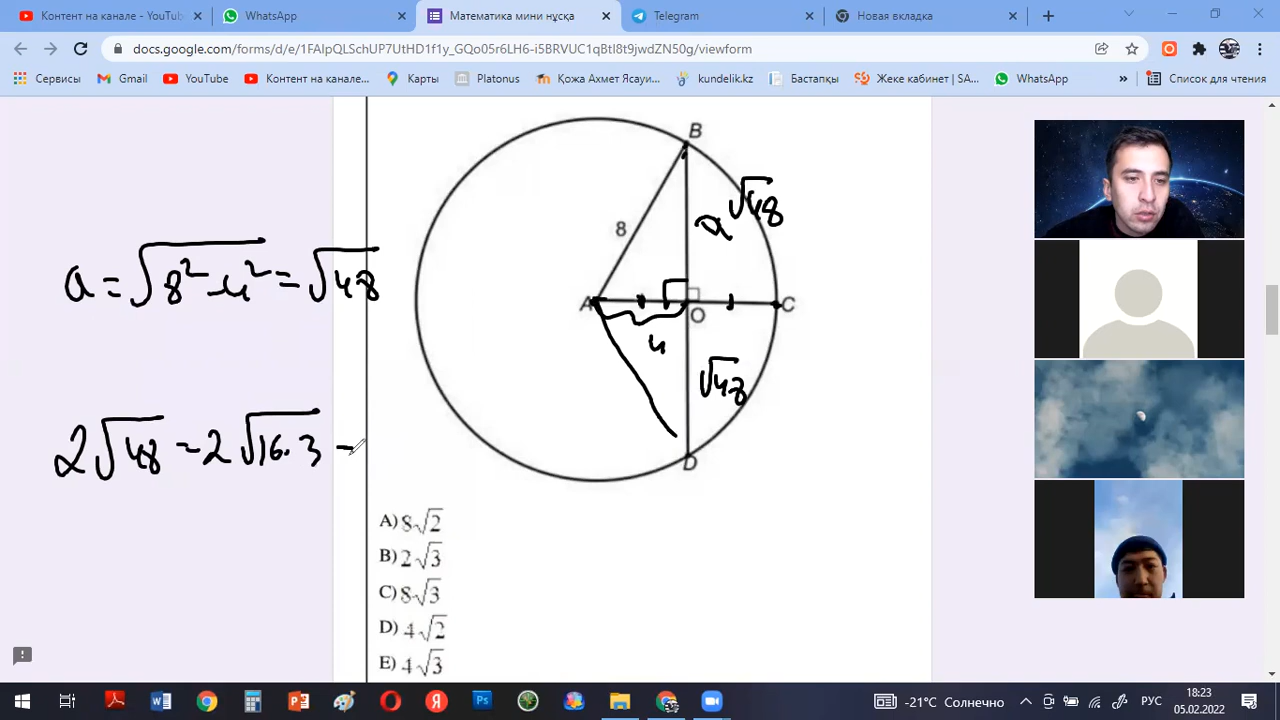 Контент на канале - YouTub
WhatsApp
Математика мини нұсқа
Telegram
Новая вкладка
docs.google.com/forms/d/e/1FAIpQLSchUP7UtHD1f1y_GQo05r6LH6-i5BRVUC1qBtI8t9jwdZN50g/viewform
Сервисы
Gmail
YouTube
Контент на канале...
Карты
Platonus
Қожа Ахмет Ясауи...
kundelik.kz
Бастапқы
Жеке кабинет | SA...
WhatsApp
»
Список для чтения
B
8
a √48
a = √8² - 4² = √48
A
O
C
4
√48
2√48 = 2√16·3 =
D
A) 8√2
B) 2√3
C) 8√3
D) 4√2
E) 4√3
-21°C Солнечно
РУС
18:23
05.02.2022